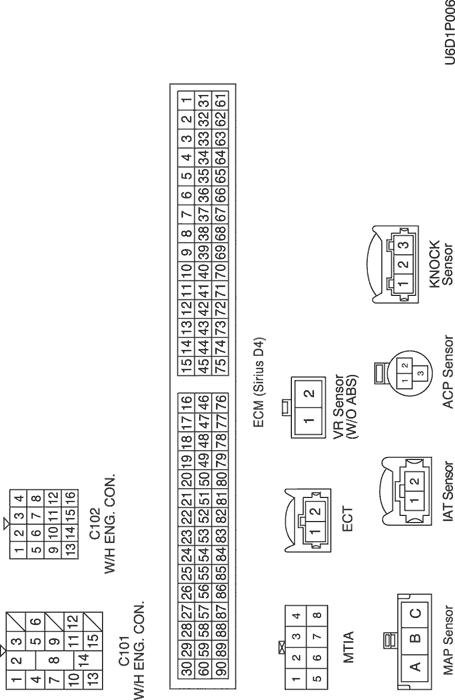 1 2 3
4 5 6
7 8 9
10 11 12
13 14 15
C101
W/H ENG. CON.
1 2 3 4
5 6 7 8
9 10 11 12
13 14 15 16
C102
W/H ENG. CON.
30 29 28 27 26 25 24 23 22 21 20 19 18 17 16 15 14 13 12 11 10 9 8 7 6 5 4 3 2 1
60 59 58 57 56 55 54 53 52 51 50 49 48 47 46 45 44 43 42 41 40 39 38 37 36 35 34 33 32 31
90 89 88 87 86 85 84 83 82 81 80 79 78 77 76 75 74 73 72 71 70 69 68 67 66 65 64 63 62 61
ECM (Sirius D4)
1 2 3 4
5 6 7 8
MTIA
1 2
ECT
1 2
VR Sensor
(W/O ABS)
1 2 3
KNOCK
Sensor
A B C
MAP Sensor
1 2
IAT Sensor
1 2
3
ACP Sensor
U6D1P006